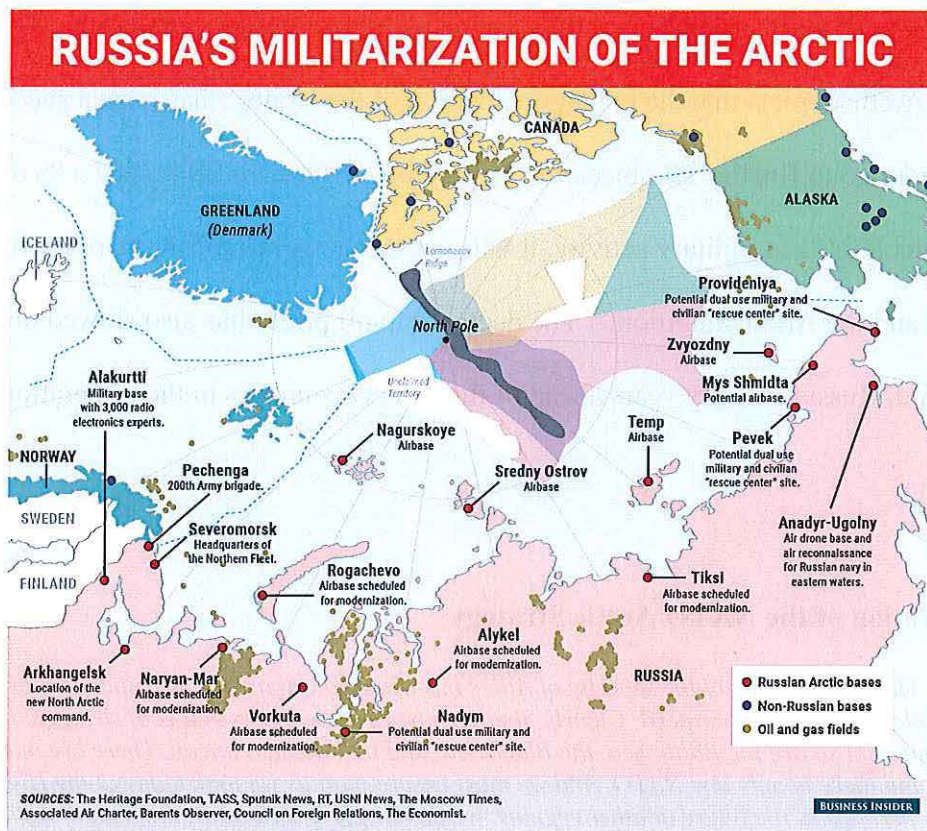 RUSSIA'S MILITARIZATION OF THE ARCTIC
CANADA
GREENLAND
(Denmark)
ALASKA
ICELAND
Lomonosov
Ridge
North Pole
Unclaimed
Territory
Provideniya
Potential dual use military and
civilian "rescue center" site.
Zvyozdny
Airbase
Mys Shmidta
Potential airbase.
Pevek
Potential dual use
military and civilian
"rescue center" site.
Temp
Airbase
Alakurtti
Military base
with 3,000 radio
electronics experts.
Nagurskoye
Airbase
Sredny Ostrov
Airbase
NORWAY
Pechenga
200th Army brigade.
SWEDEN
Severomorsk
Headquarters of
the Northern Fleet.
FINLAND
Anadyr-Ugolny
Air drone base and
air reconnaissance
for Russian navy in
eastern waters.
Rogachevo
Airbase scheduled
for modernization.
Tiksi
Airbase scheduled
for modernization.
Alykel
Airbase scheduled
for modernization.
Arkhangelsk
Location of the
new North Arctic
command.
Naryan-Mar
Airbase scheduled
for modernization.
Vorkuta
Airbase scheduled
for modernization.
Nadym
Potential dual use military and
civilian "rescue center" site.
RUSSIA
Russian Arctic bases
Non-Russian bases
Oil and gas fields
SOURCES: The Heritage Foundation, TASS, Sputnik News, RT, USNI News, The Moscow Times,
Associated Air Charter, Barents Observer, Council on Foreign Relations, The Economist.
BUSINESS INSIDER